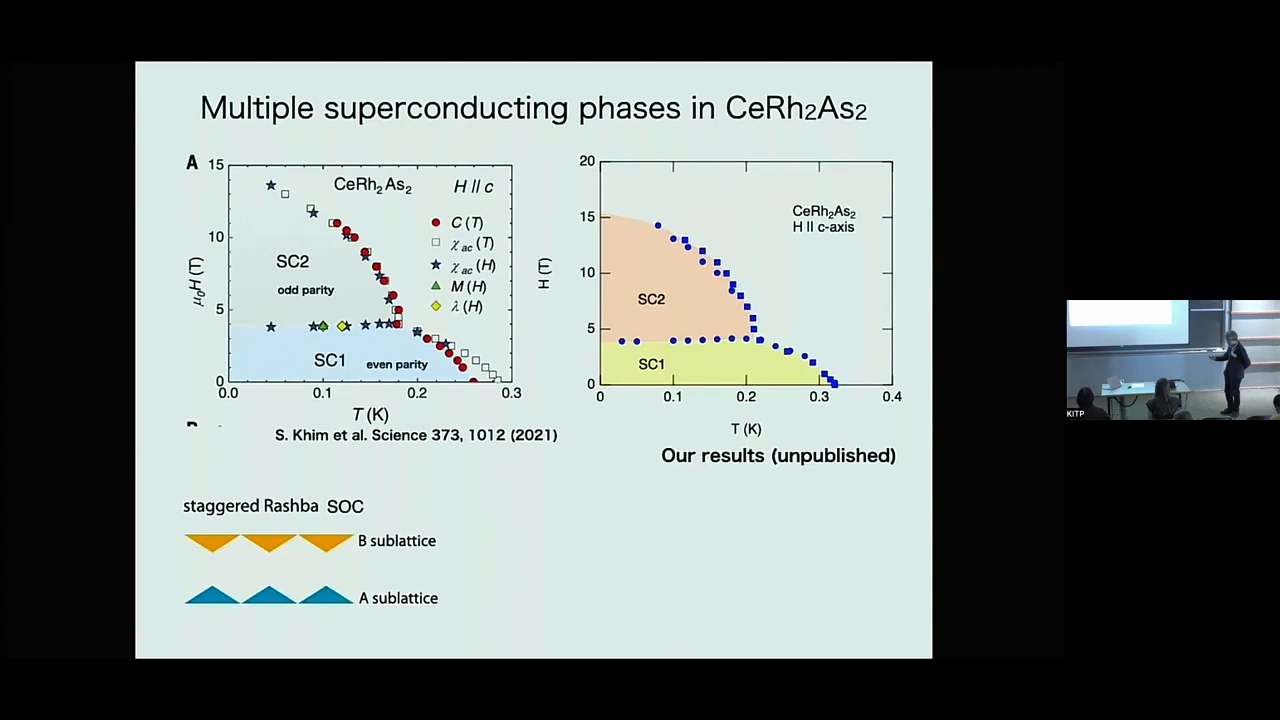 Multiple superconducting phases in CeRh2As2
A
15
10
5
0
μ0H (T)
CeRh2As2
H // c
C (T)
χac (T)
χac (H)
M (H)
λ (H)
SC2
odd parity
SC1
even parity
0.0
0.1
0.2
0.3
T (K)
S. Khim et al. Science 373, 1012 (2021)
20
15
10
5
0
H (T)
CeRh2As2
H ll c-axis
SC2
SC1
0
0.1
0.2
0.3
0.4
T (K)
Our results (unpublished)
staggered Rashba SOC
B sublattice
A sublattice
KITP